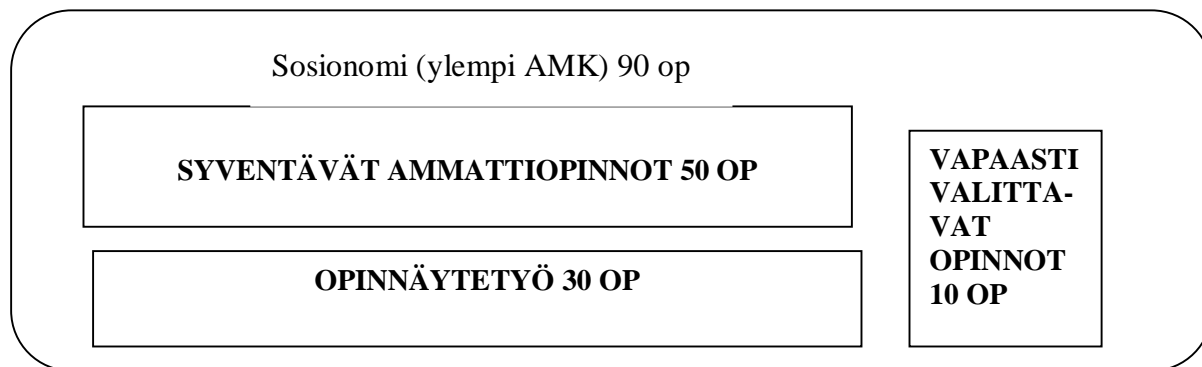 Sosionomi (ylempi AMK) 90 op
SYVENTÄVÄT AMMATTIOPINNOT 50 OP
OPINNÄYTETYÖ 30 OP
VAPAASTI
VALITTA-
VAT
OPINNOT
10 OP